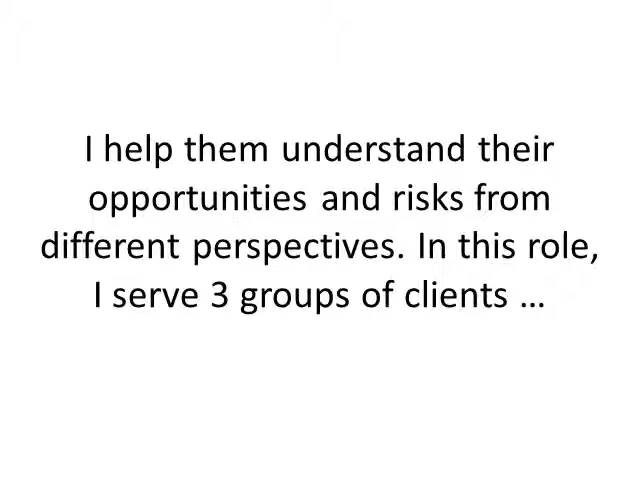 I help them understand their
opportunities and risks from
different perspectives. In this role,
I serve 3 groups of clients …